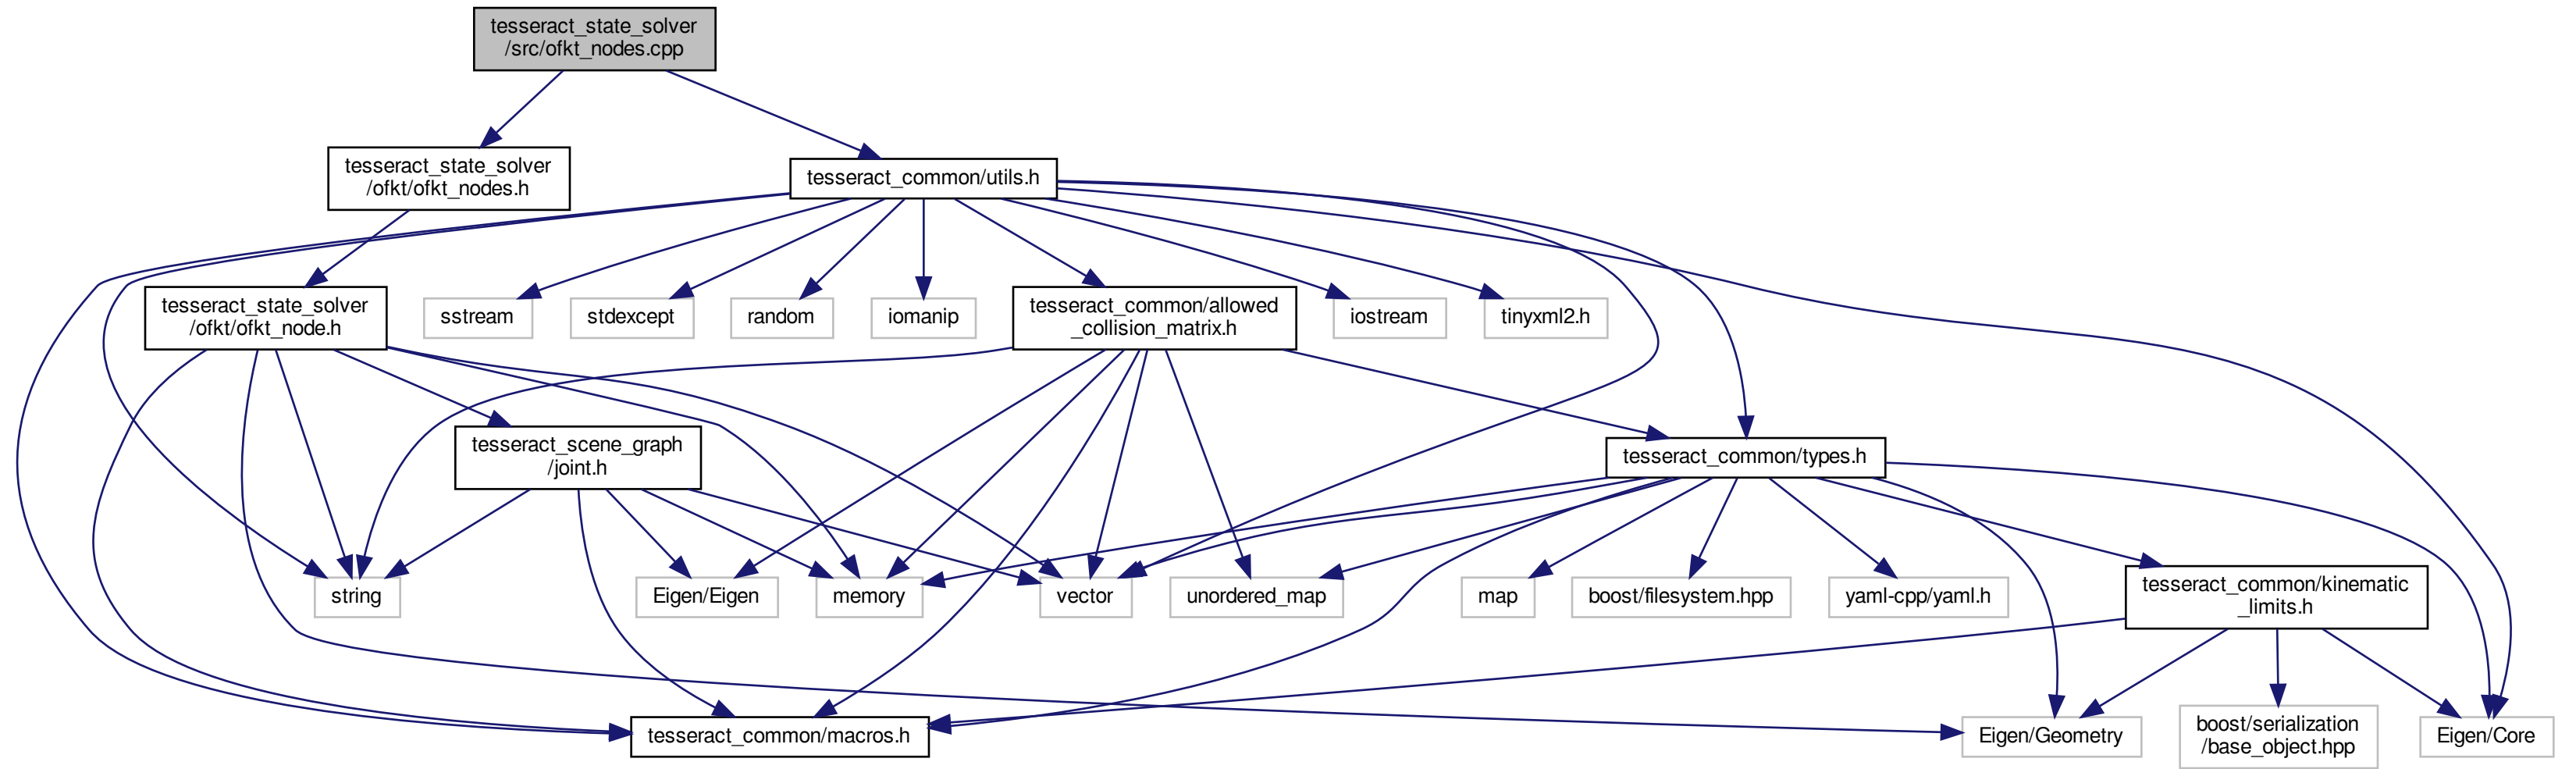 tesseract_state_solver
/src/ofkt_nodes.cpp
tesseract_state_solver
/ofkt/ofkt_nodes.h
tesseract_common/utils.h
tesseract_state_solver
/ofkt/ofkt_node.h
sstream
stdexcept
random
iomanip
tesseract_common/allowed
_collision_matrix.h
iostream
tinyxml2.h
tesseract_scene_graph
/joint.h
tesseract_common/types.h
string
Eigen/Eigen
memory
vector
unordered_map
map
boost/filesystem.hpp
yaml-cpp/yaml.h
tesseract_common/kinematic
_limits.h
tesseract_common/macros.h
Eigen/Geometry
boost/serialization
/base_object.hpp
Eigen/Core